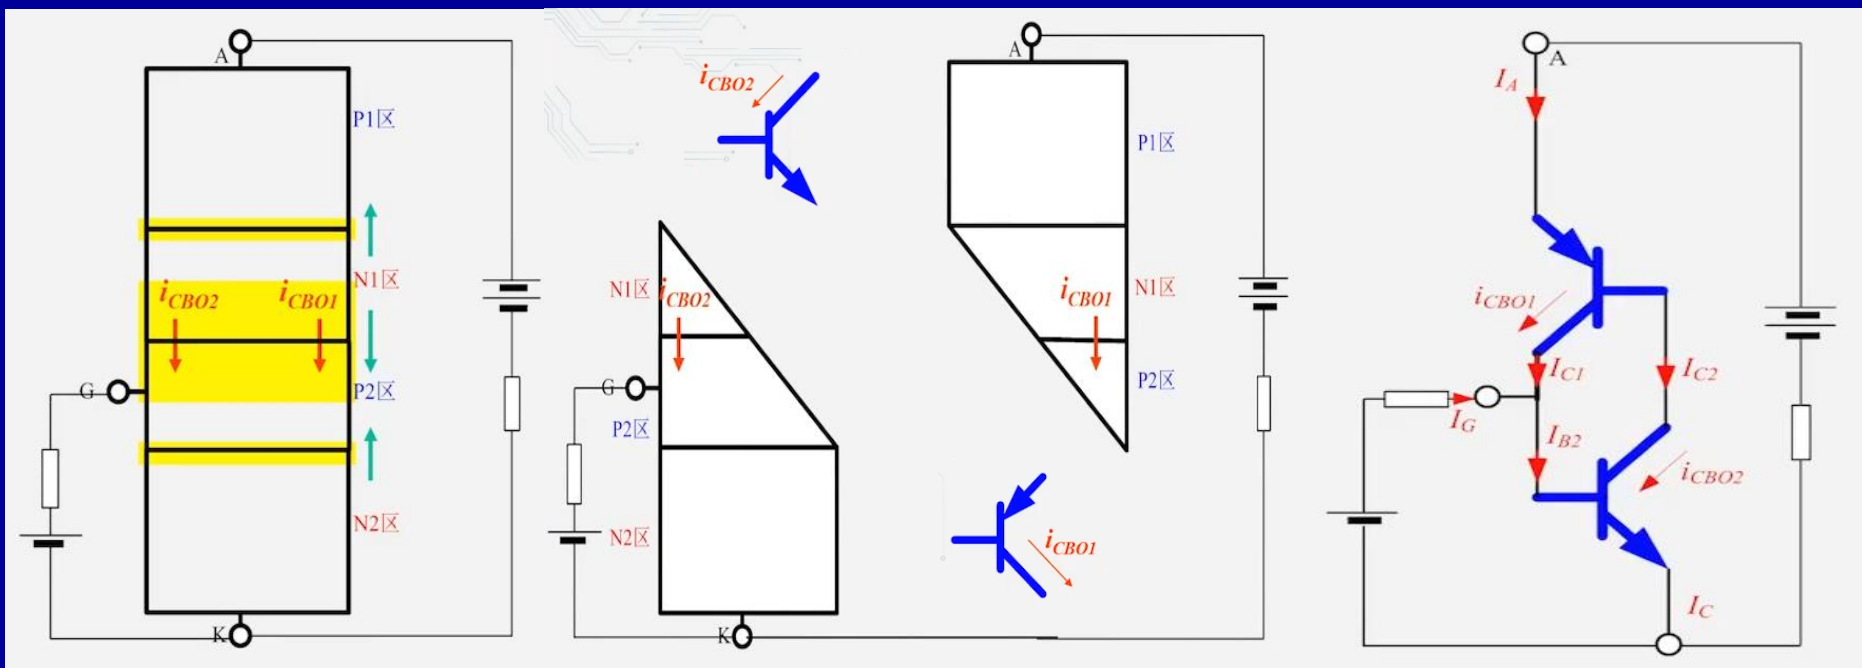 A
P1区
N1区
iCBO2
iCBO1
G
P2区
N2区
K
iCBO2
N1区
iCBO2
G
P2区
N2区
K
A
P1区
iCBO1
N1区
P2区
iCBO1
A
IA
iCBO1
IC1
IC2
IG
IB2
iCBO2
IC